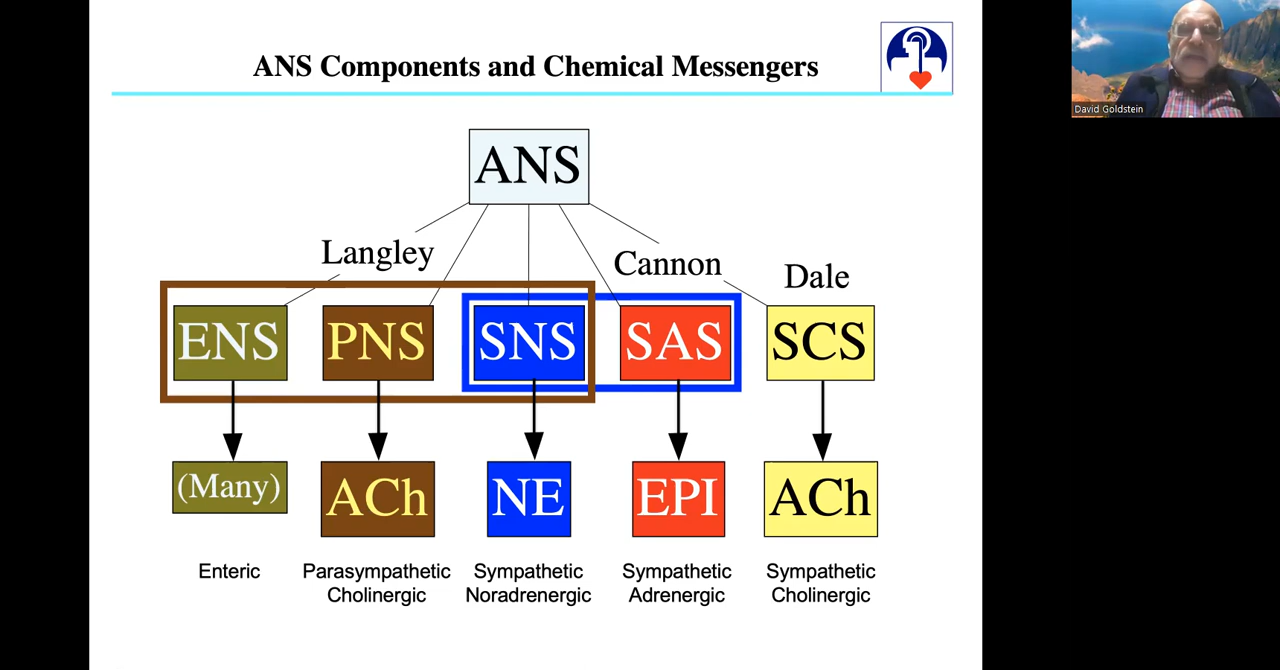 ANS Components and Chemical Messengers
David Goldstein
ANS
Langley
Cannon
Dale
ENS
PNS
SNS
SAS
SCS
(Many)
ACh
NE
EPI
ACh
Enteric
Parasympathetic
Cholinergic
Sympathetic
Noradrenergic
Sympathetic
Adrenergic
Sympathetic
Cholinergic